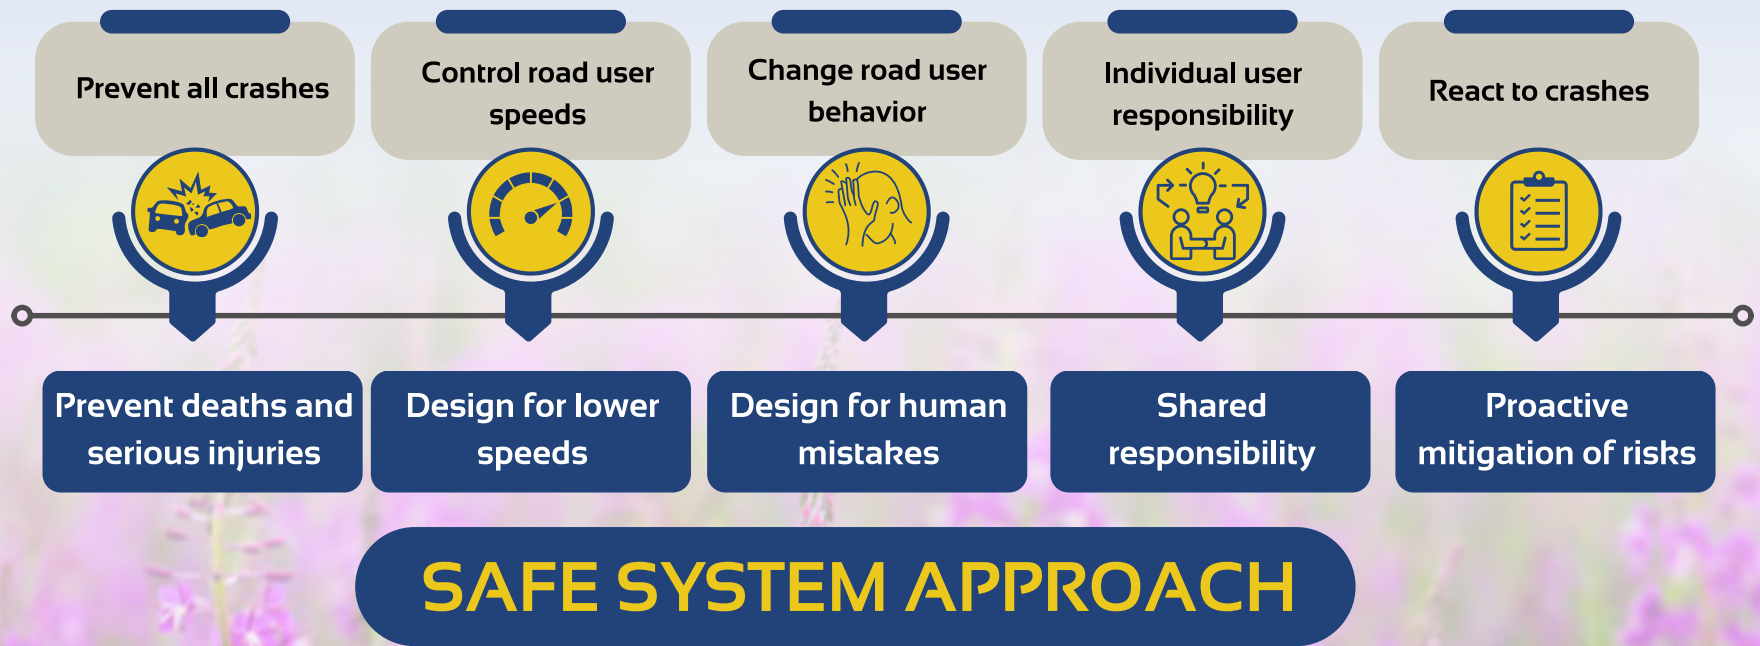 Prevent all crashes
Control road user
speeds
Change road user
behavior
Individual user
responsibility
React to crashes
Prevent deaths and
serious injuries
Design for lower
speeds
Design for human
mistakes
Shared
responsibility
Proactive
mitigation of risks
SAFE SYSTEM APPROACH